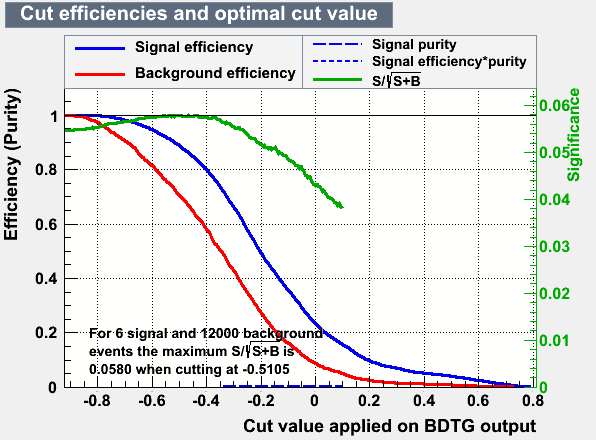 Cut efficiencies and optimal cut value
Signal efficiency
Background efficiency
Signal purity
Signal efficiency*purity
S/√S+B
Efficiency (Purity)
1
0.8
0.6
0.4
0.2
0
Significance
0.06
0.05
0.04
0.03
0.02
0.01
0
For 6 signal and 12000 background
events the maximum S/√S+B is
0.0580 when cutting at -0.5105
-0.8 -0.6 -0.4 -0.2 0 0.2 0.4 0.6 0.8
Cut value applied on BDTG output